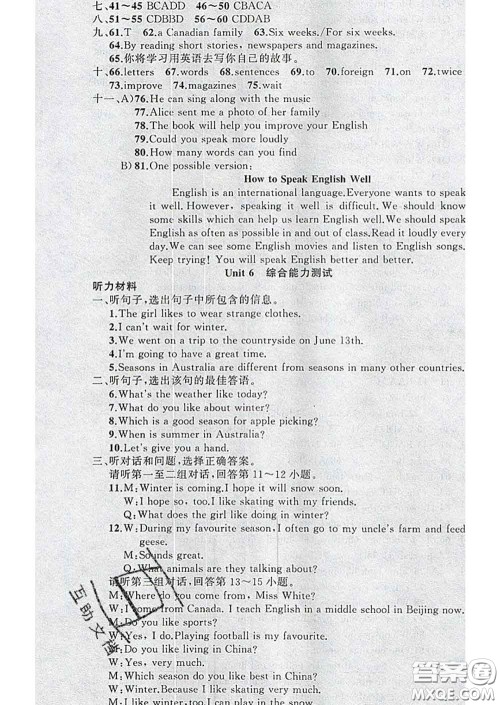 七、41～45 BCADD　46～50 CBACA
八、51～55 CDBBD　56～60 CDDAB
九、61.T　62.a Canadian family　63.Six weeks./For six weeks.
64.By reading short stories, newspapers and magazines.
65.你将学习用英语去写你自己的故事。
十、66.letters　67.words　68.sentences　69.to　70.foreign　71.on　72.twice
73.improve　74.magazines　75.wait
十一、A)76.He can sing along with the music
77.Alice sent me a photo of her family
78.The book will help you improve your English
79.Could you speak more loudly
80.How many words can you find
B)81.One possible version:
How to Speak English Well
English is an international language.Everyone wants to speak
it well. However, speaking it well is difficult. We should know
some skills which can help us learn English well. We should speak
English as often as possible in and out of class.Read it loudly every
day.We can see some English movies and listen to English songs.
Keep trying! You will speak English better and better.
Unit 6　综合能力测试
听力材料
一、听句子，选出句子中所包含的信息。
1.The girl likes to wear strange clothes.
2.I can't wait for winter.
3.We went on a trip to the countryside on June 13th.
4.I'm going to have a great.
5.Seasons in Australia are different from seasons in many other countries.
二、听句子，选出该句的最佳答语。
6.What's the weather like today?
7.What do you like about winter?
8.Which is a good season for apple picking?
9.When is summer in Australia?
10.Let's give you a hand.
三、听对话和问题，选择正确答案。
请听第一至二组对话，回答第11～12小题。
11.M:Winter is coming.I hope it will snow soon.
W:I hope so,too.I like skating with my friends.
Q:What does the girl like doing in winter?
12.W:During my favourite season,I often go to my uncle's farm and feed
geese.
M:Sounds great.
Q:What animals are they talking about?
请听第三组对话，回答第13～15小题。
M:Where do you come from, Miss White?
W:I come from Canada. I teach English in a middle school in Beijing now.
M:Do you like sports?
W:Yes,I do.Playing football is my favourite.
M:Do you like living in China?
W:Yes, very much.
M:Which season do you like best in China?
W:Winter.Because I like skating very much.
互助文档
答案圈
MXQE.COM